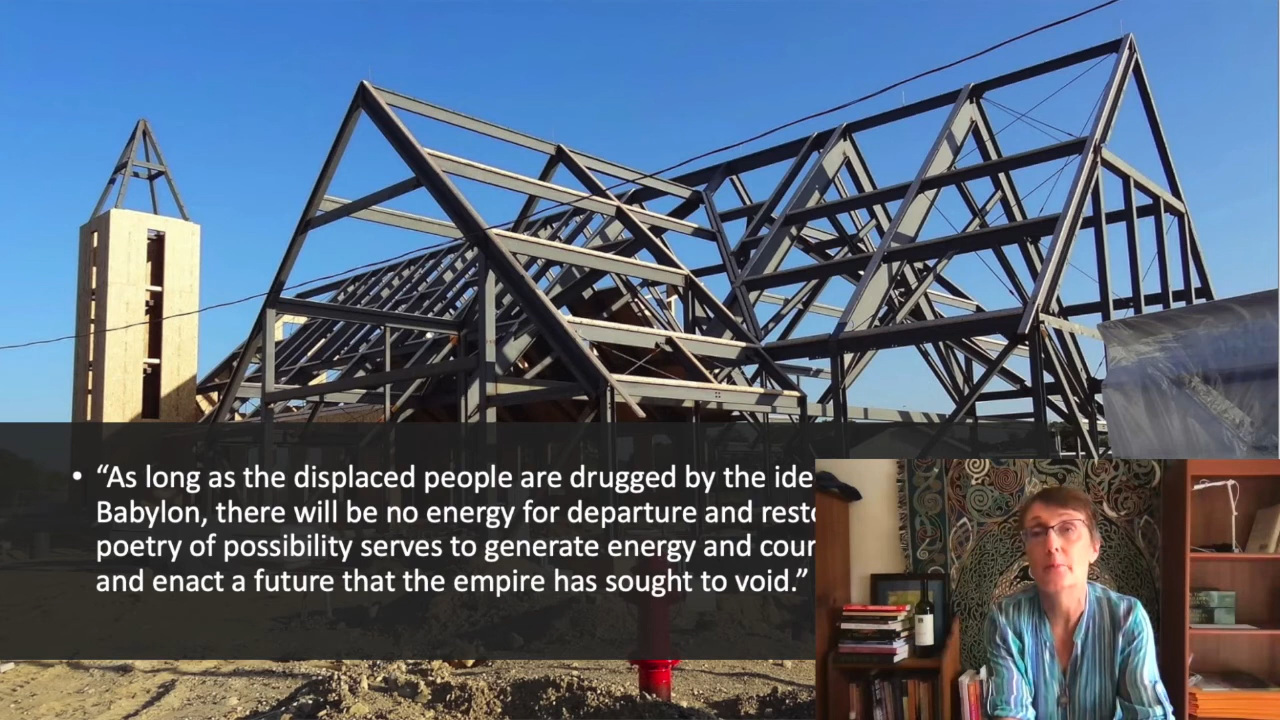 • “As long as the displaced people are drugged by the
Babylon, there will be no energy for departure and
poetry of possibility serves to generate energy and
and enact a future that the empire has sought to void.”